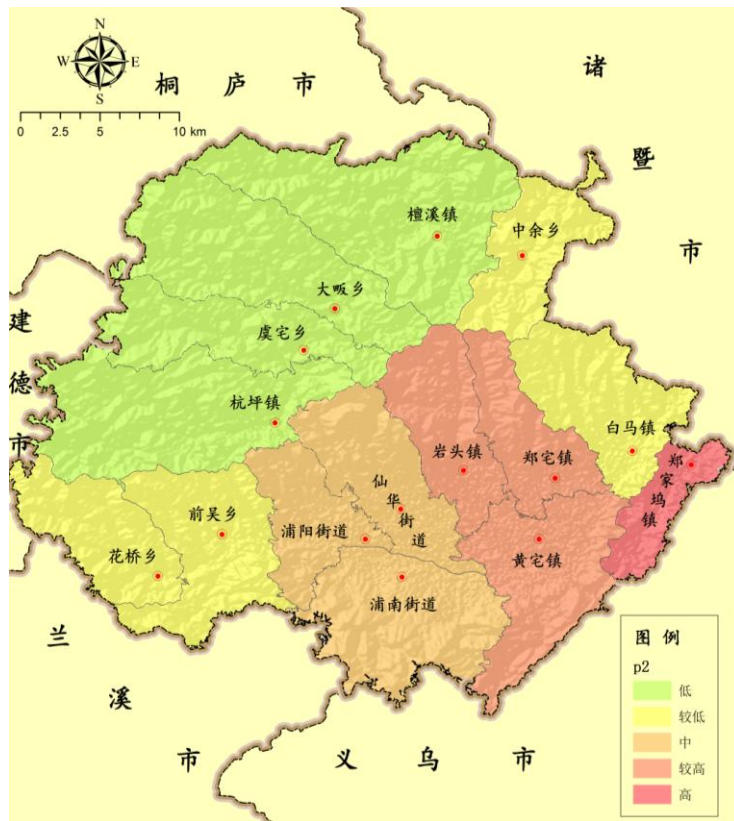 N
W E
S
0 2.5 5 10 km
桐庐市
诸暨市
建德市
兰溪市
义乌市
檀溪镇
中余乡
大畈乡
虞宅乡
杭坪镇
白马镇
岩头镇
郑宅镇
郑家坞镇
仙华街道
前吴乡
浦阳街道
黄宅镇
花桥乡
浦南街道
图 例
p2
低
较低
中
较高
高